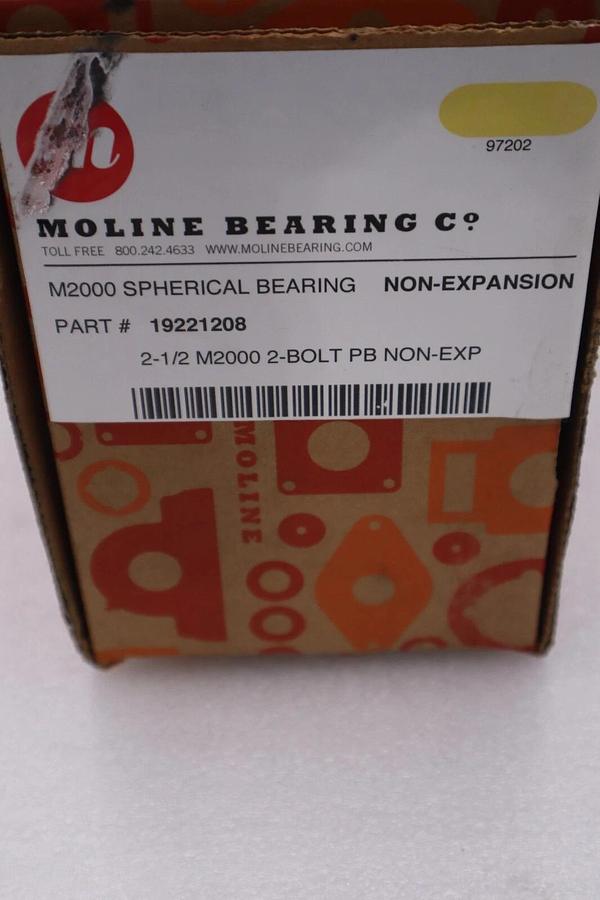 m
97202
MOLINE BEARING Cº
TOLL FREE 800.242.4633 WWW.MOLINEBEARING.COM
M2000 SPHERICAL BEARING NON-EXPANSION
PART # 19221208
2-1/2 M2000 2-BOLT PB NON-EXP
MOLINE